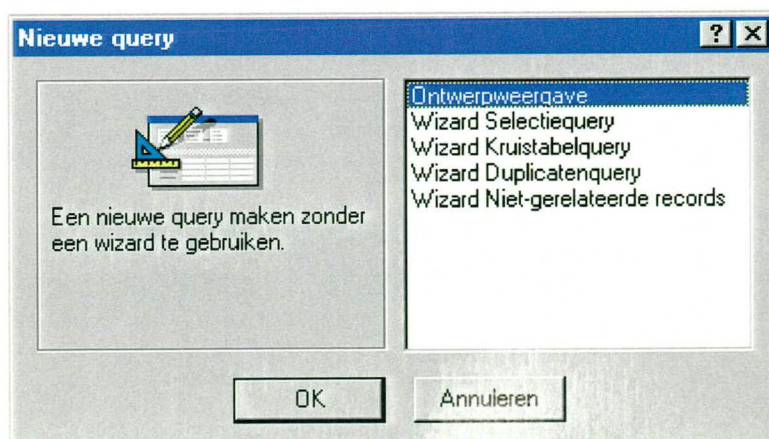 Nieuwe query
Een nieuwe query maken zonder
een wizard te gebruiken.
Ontwerpweergave
Wizard Selectiequery
Wizard Kruistabelquery
Wizard Duplicatenquery
Wizard Niet-gerelateerde records
OK
Annuleren